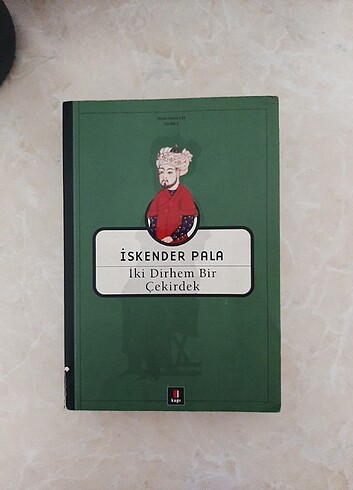 İSKENDER PALA
İki Dirhem Bir
Çekirdek
kapı